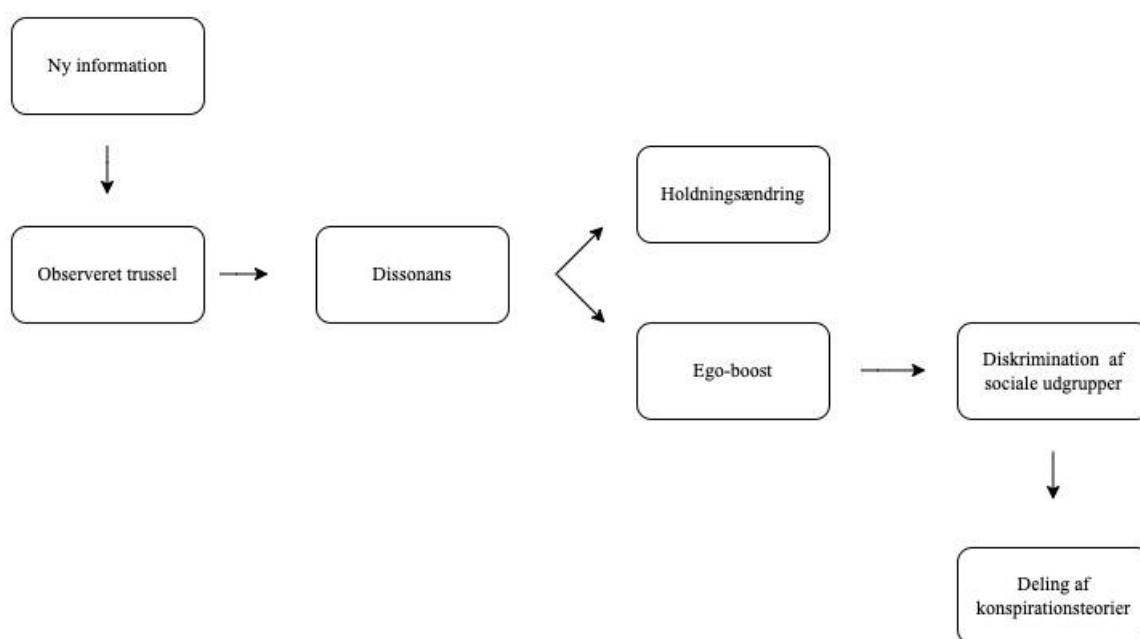 Ny information
Observeret trussel
Dissonans
Holdningsændring
Ego-boost
Diskrimination af
sociale udgrupper
Deling af
konspirationsteorier